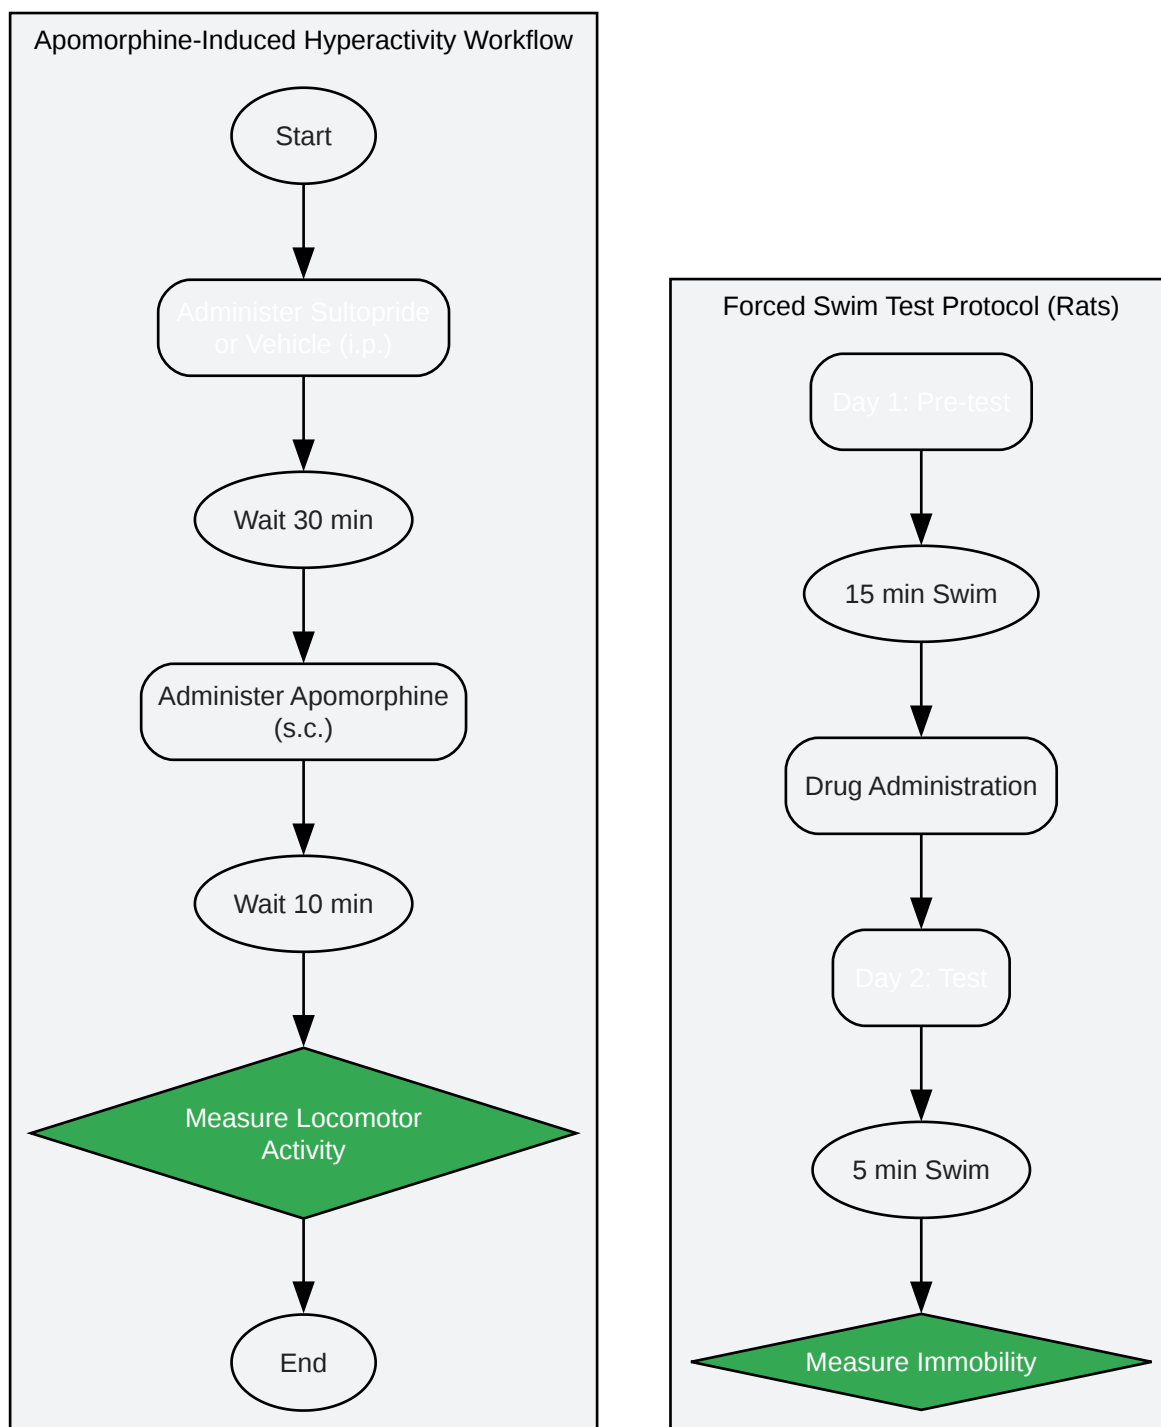 Apomorphine-Induced Hyperactivity Workflow
Start
Administer Sultopride
or Vehicle (i.p.)
Wait 30 min
Administer Apomorphine
(s.c.)
Wait 10 min
Measure Locomotor
Activity
End
Forced Swim Test Protocol (Rats)
Day 1: Pre-test
15 min Swim
Drug Administration
Day 2: Test
5 min Swim
Measure Immobility